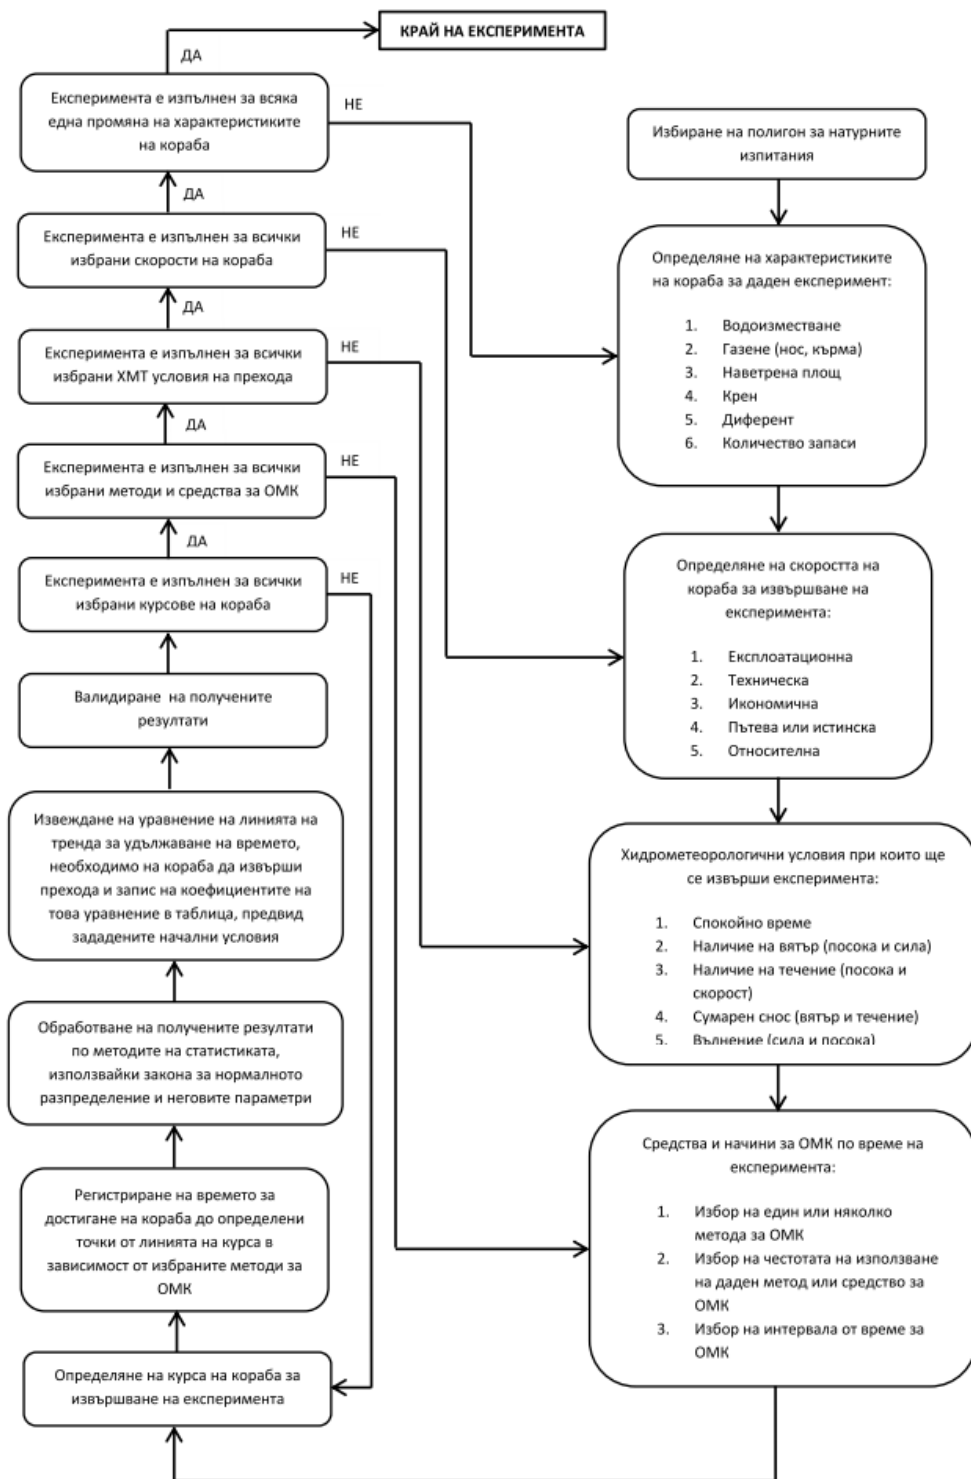 КРАЙ НА ЕКСПЕРИМЕНТА
ДА
Експеримента е изпълнен за всяка
една промяна на характеристиките
на кораба
НЕ
ДА
Експеримента е изпълнен за всички
избрани скорости на кораба
НЕ
ДА
Експеримента е изпълнен за всички
избрани ХМТ условия на прехода
НЕ
ДА
Експеримента е изпълнен за всички
избрани методи и средства за ОМК
НЕ
ДА
Експеримента е изпълнен за всички
избрани курсове на кораба
НЕ
Валидиране на получените
резултати
Извеждане на уравнение на линията на
тренда за удължаване на времето,
необходимо на кораба да извърши
прехода и запис на коефициентите на
това уравнение в таблица, предвид
зададените начални условия
Обработване на получените резултати
по методите на статистиката,
използвайки закона за нормалното
разпределение и неговите параметри
Регистриране на времето за
достигане на кораба до определени
точки от линията на курса в
зависимост от избраните методи за
ОМК
Определяне на курса на кораба за
извършване на експеримента
Избиране на полигон за натурните
изпитания
Определяне на характеристиките
на кораба за даден експеримент:
1. Водоизместване
2. Газене (нос, кърма)
3. Наветрена площ
4. Крен
5. Диферент
6. Количество запаси
Определяне на скоростта на
кораба за извършване на
експеримента:
1. Експлоатационна
2. Техническа
3. Икономична
4. Пътева или истинска
5. Относителна
Хидрометеорологични условия при които ще
се извърши експеримента:
1. Спокойно време
2. Наличие на вятър (посока и сила)
3. Наличие на течение (посока и
скорост)
4. Сумарен снос (вятър и течение)
5. Вълнение (сила и посока)
Средства и начини за ОМК по време на
експеримента:
1. Избор на един или няколко
метода за ОМК
2. Избор на честотата на използване
на даден метод или средство за
ОМК
3. Избор на интервала от време за
ОМК